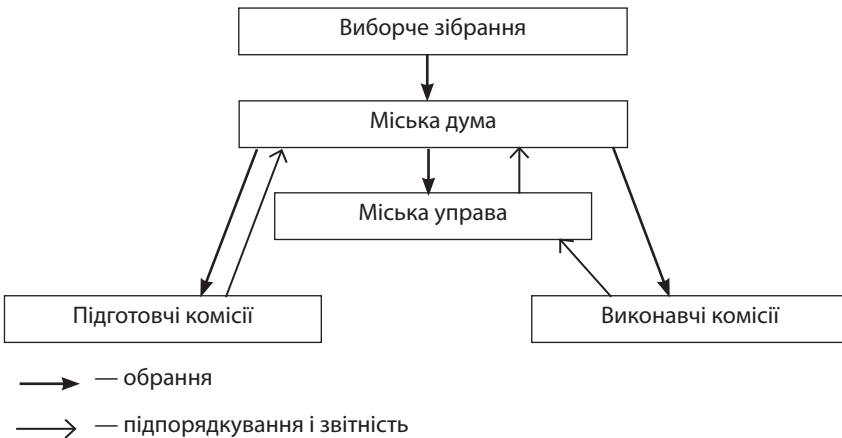 Виборче зібрання
Міська дума
Міська управа
Підготовчі комісії
Виконавчі комісії
— обрання
— підпорядкування і звітність